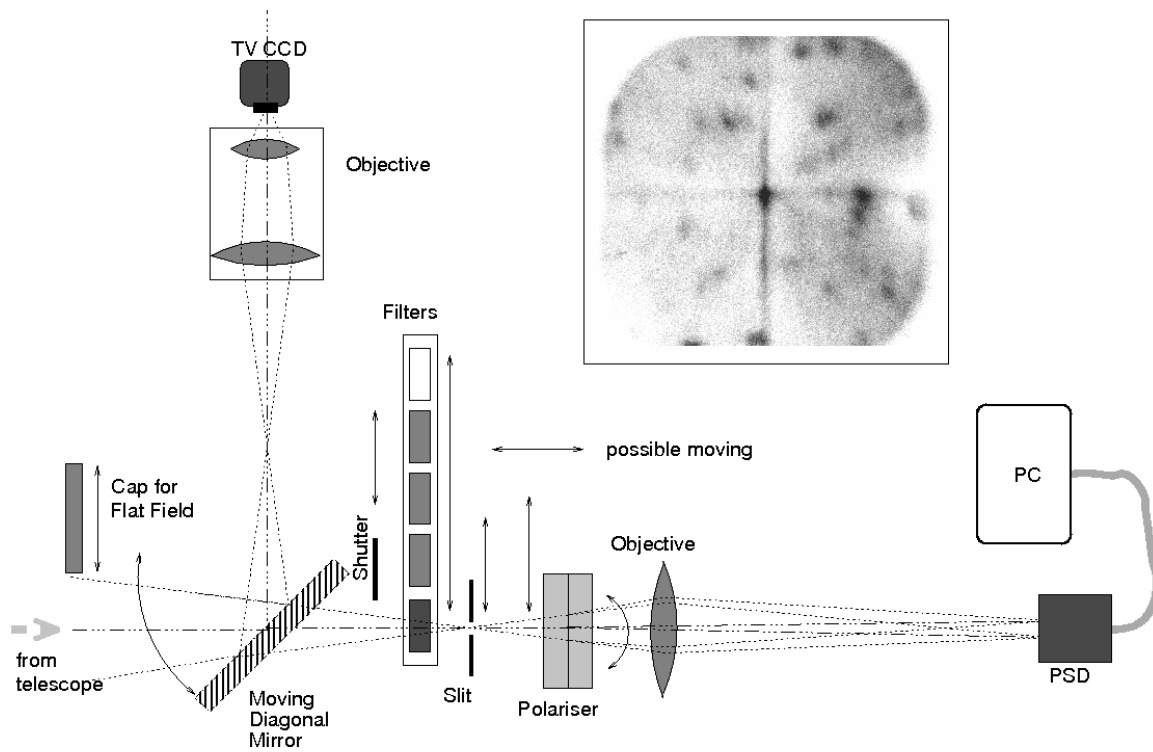 TV CCD
Objective
Filters
possible moving
Cap for
Flat Field
Shutter
Objective
PC
from
telescope
Moving
Diagonal
Mirror
Slit
Polariser
PSD